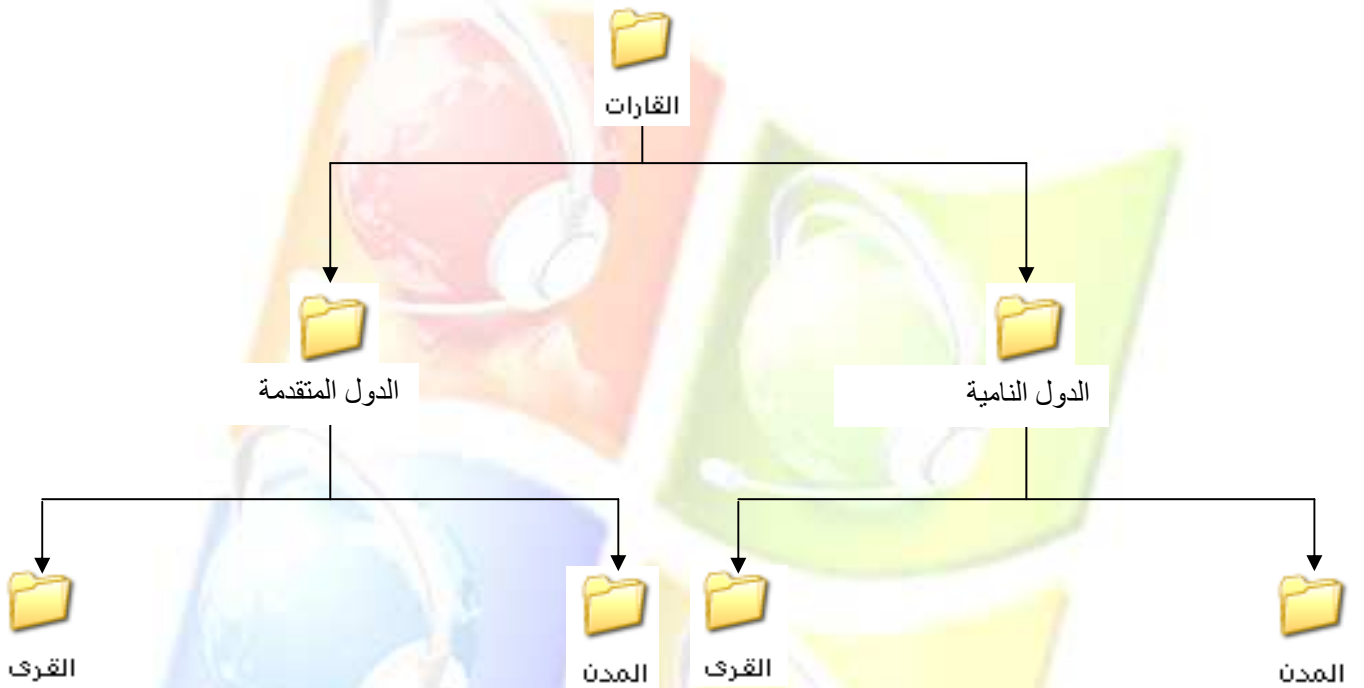 القارات
الدول النامية
الدول المتقدمة
المدن
القرى
المدن
القرى